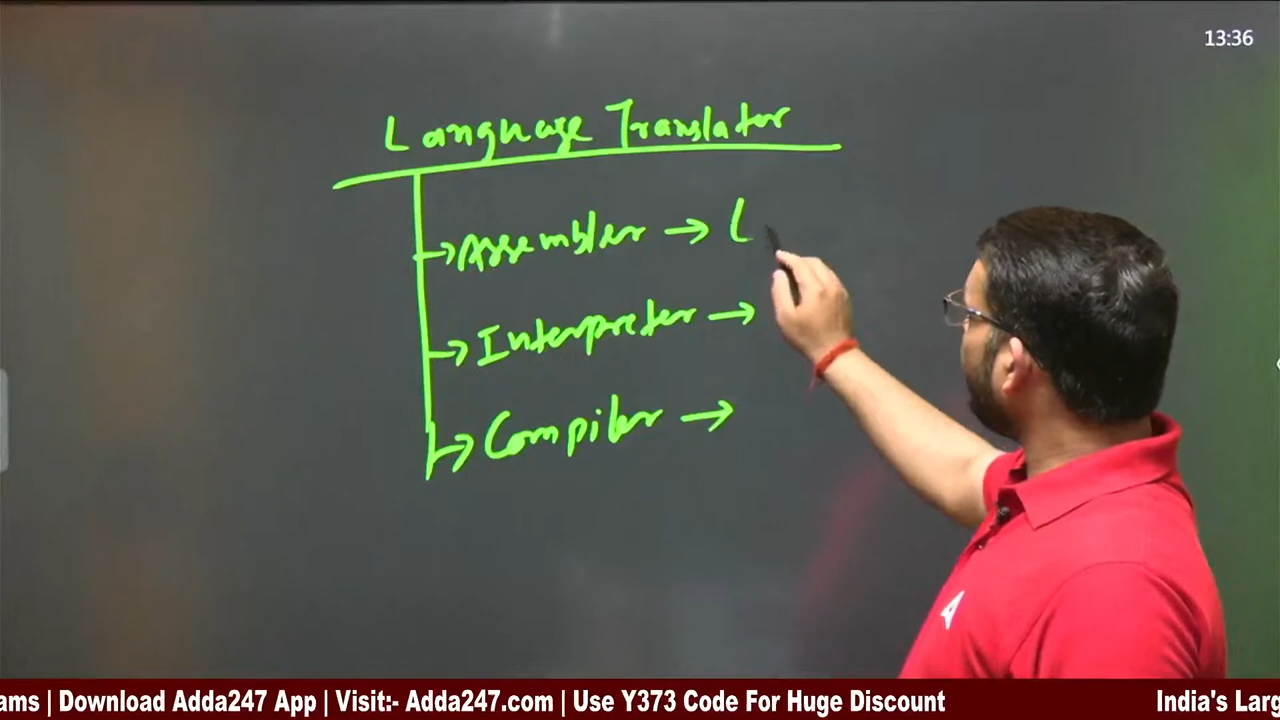 13:36
Language Translator
Assembler → L
Interpreter →
Compiler →
ams | Download Adda247 App | Visit:- Adda247.com | Use Y373 Code For Huge Discount India's Larg